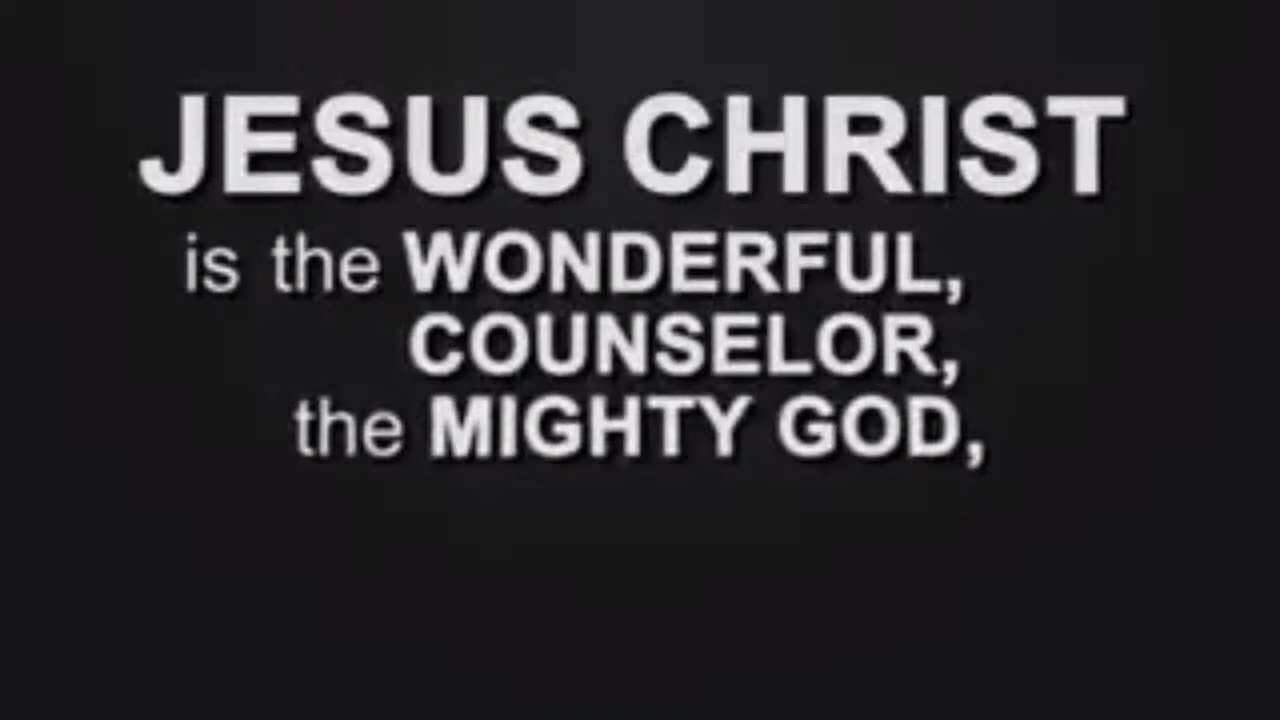 JESUS CHRIST
is the WONDERFUL,
COUNSELOR,
the MIGHTY GOD,